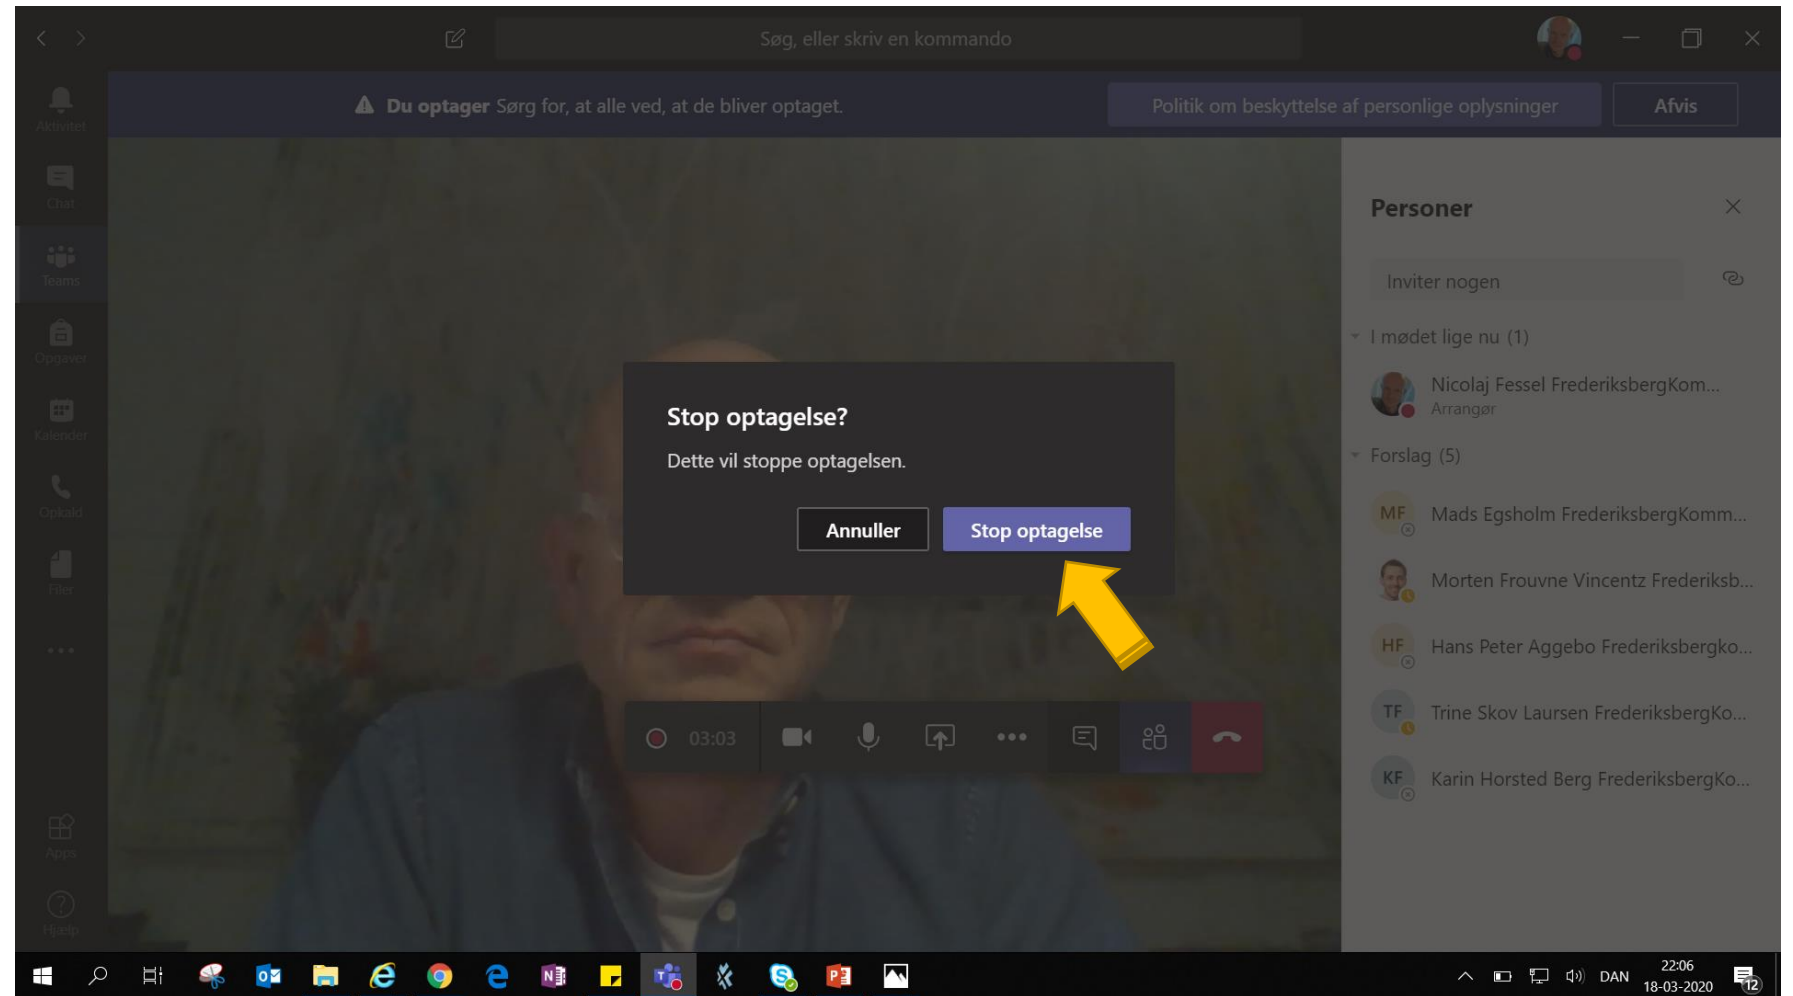 Søg, eller skriv en kommando
Du optager Sørg for, at alle ved, at de bliver optaget.
Politik om beskyttelse af personlige oplysninger
Afvis
Aktivitet
Chat
Teams
Opgaver
Kalender
Opkald
Filer
Apps
Hjælp
Stop optagelse?
Dette vil stoppe optagelsen.
Annuller
Stop optagelse
03:03
Personer
Inviter nogen
I mødet lige nu (1)
Nicolaj Fessel FrederiksbergKom...
Arrangør
Forslag (5)
MF
Mads Egsholm FrederiksbergKomm...
Morten Frouvne Vincentz Frederiksb...
HF
Hans Peter Aggebo Frederiksbergko...
TF
Trine Skov Laursen FrederiksbergKo...
KF
Karin Horsted Berg FrederiksbergKo...
DAN
22:06
18-03-2020
12